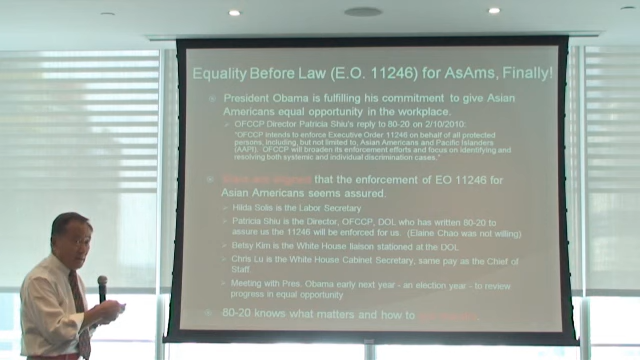 Equality Before Law (E.O. 11246) for AsAms, Finally!
President Obama is fulfilling his commitment to give Asian
Americans equal opportunity in the workplace.
OFCCP Director Patricia Shiu's reply to 80-20 on 2/10/2010:
"OFCCP intends to enforce Executive Order 11246 on behalf of all protected
persons, including, but not limited to, Asian Americans and Pacific Islanders
(AAPI). OFCCP will broaden its enforcement efforts and focus on identifying and
resolving both systemic and individual discrimination cases."
Stars are aligned that the enforcement of EO 11246 for
Asian Americans seems assured.
Hilda Solis is the Labor Secretary
Patricia Shiu is the Director, OFCCP, DOL who has written 80-20 to
assure us the 11246 will be enforced for us. (Elaine Chao was not willing)
Betsy Kim is the White House liaison stationed at the DOL
Chris Lu is the White House Cabinet Secretary, same pay as the Chief of
Staff.
Meeting with Pres. Obama early next year - an election year - to review
progress in equal opportunity
80-20 knows what matters and how to